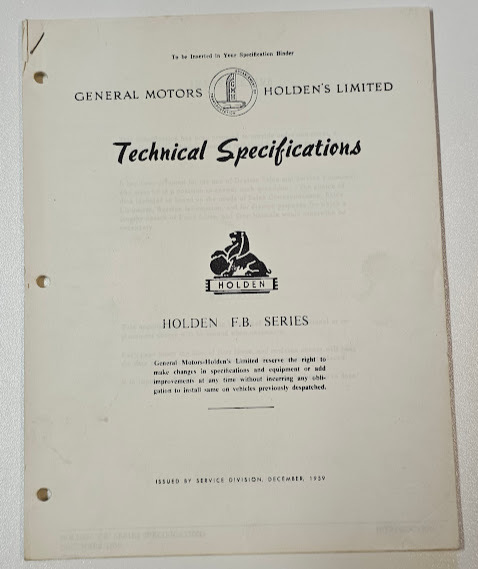 To be Inserted in Your Specification Binder
GENERAL MOTORS HOLDEN'S LIMITED
Technical Specifications
HOLDEN
HOLDEN F.B. SERIES
General Motors-Holden's Limited reserve the right to
make changes in specifications and equipment or add
improvements at any time without incurring any obli-
gation to install same on vehicles previously despatched.
ISSUED BY SERVICE DIVISION, DECEMBER, 1959